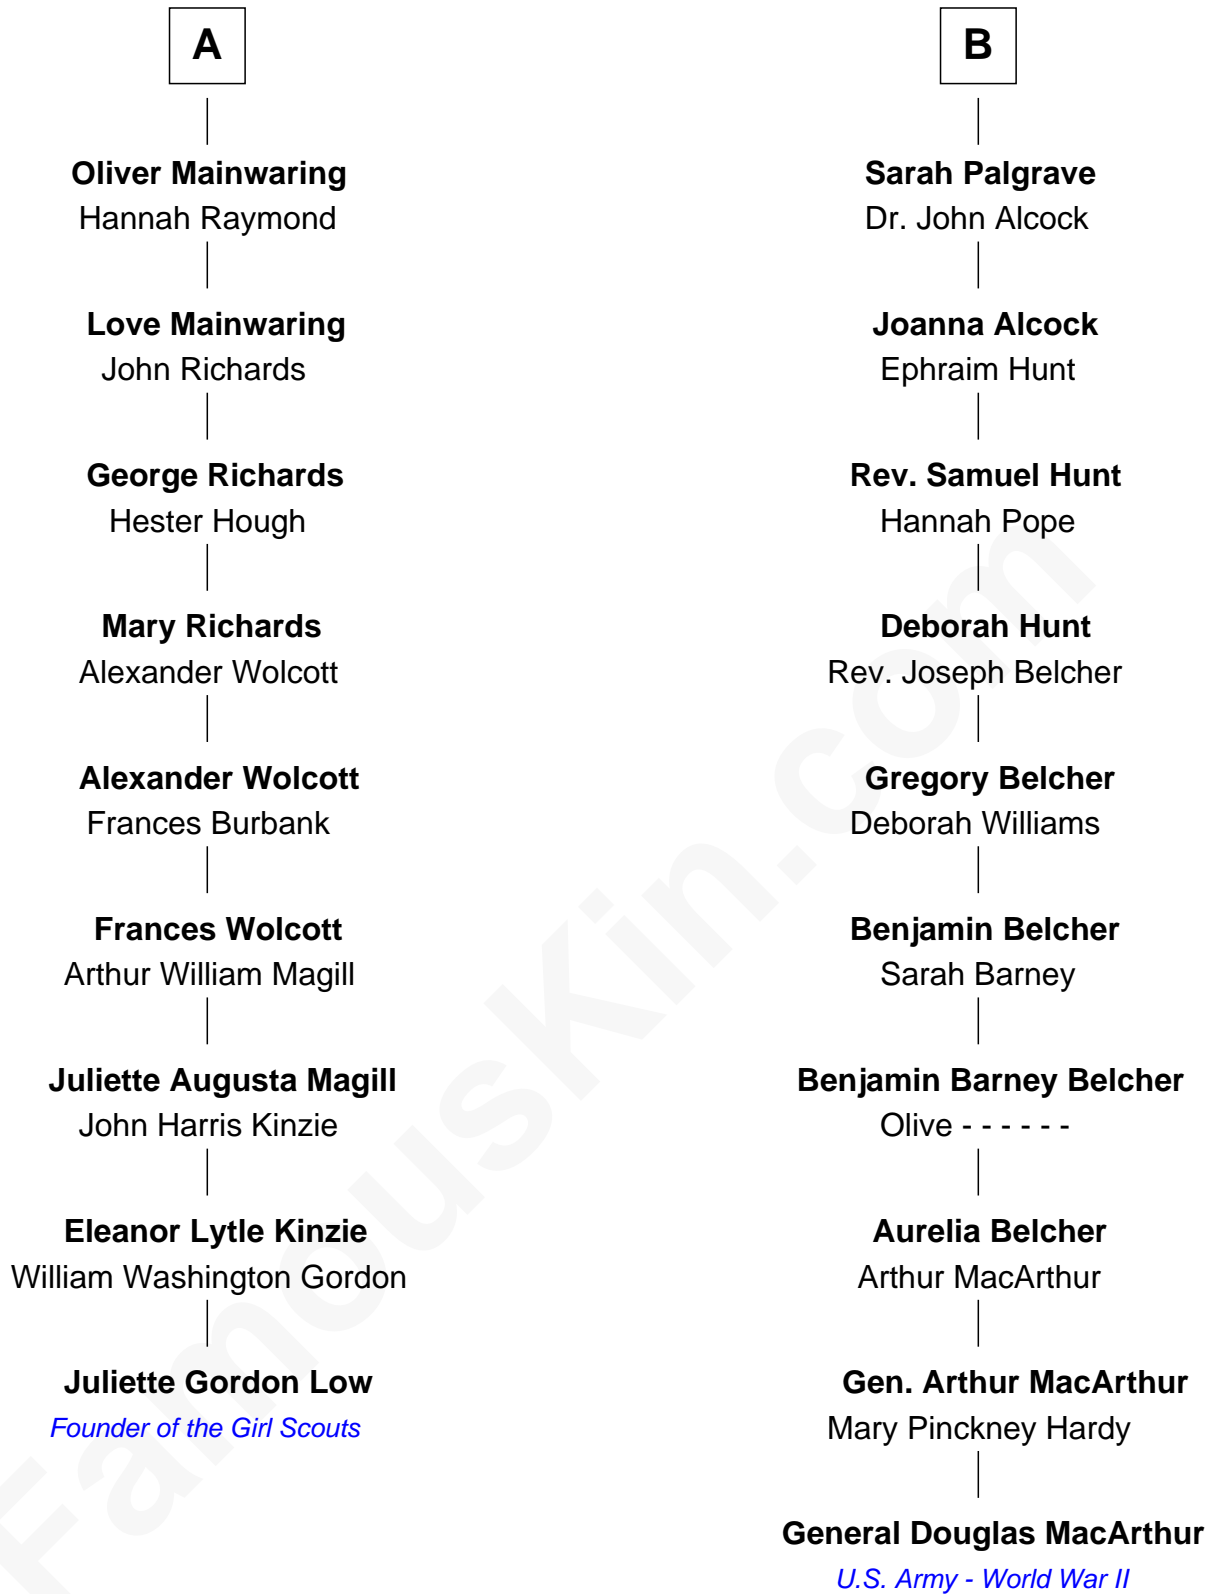 A
Oliver Mainwaring
Hannah Raymond
Love Mainwaring
John Richards
George Richards
Hester Hough
Mary Richards
Alexander Wolcott
Alexander Wolcott
Frances Burbank
Frances Wolcott
Arthur William Magill
Juliette Augusta Magill
John Harris Kinzie
Eleanor Lytle Kinzie
William Washington Gordon
Juliette Gordon Low
Founder of the Girl Scouts
B
Sarah Palgrave
Dr. John Alcock
Joanna Alcock
Ephraim Hunt
Rev. Samuel Hunt
Hannah Pope
Deborah Hunt
Rev. Joseph Belcher
Gregory Belcher
Deborah Williams
Benjamin Belcher
Sarah Barney
Benjamin Barney Belcher
Olive - - - - - -
Aurelia Belcher
Arthur MacArthur
Gen. Arthur MacArthur
Mary Pinckney Hardy
General Douglas MacArthur
U.S. Army - World War II
FamousKin.com